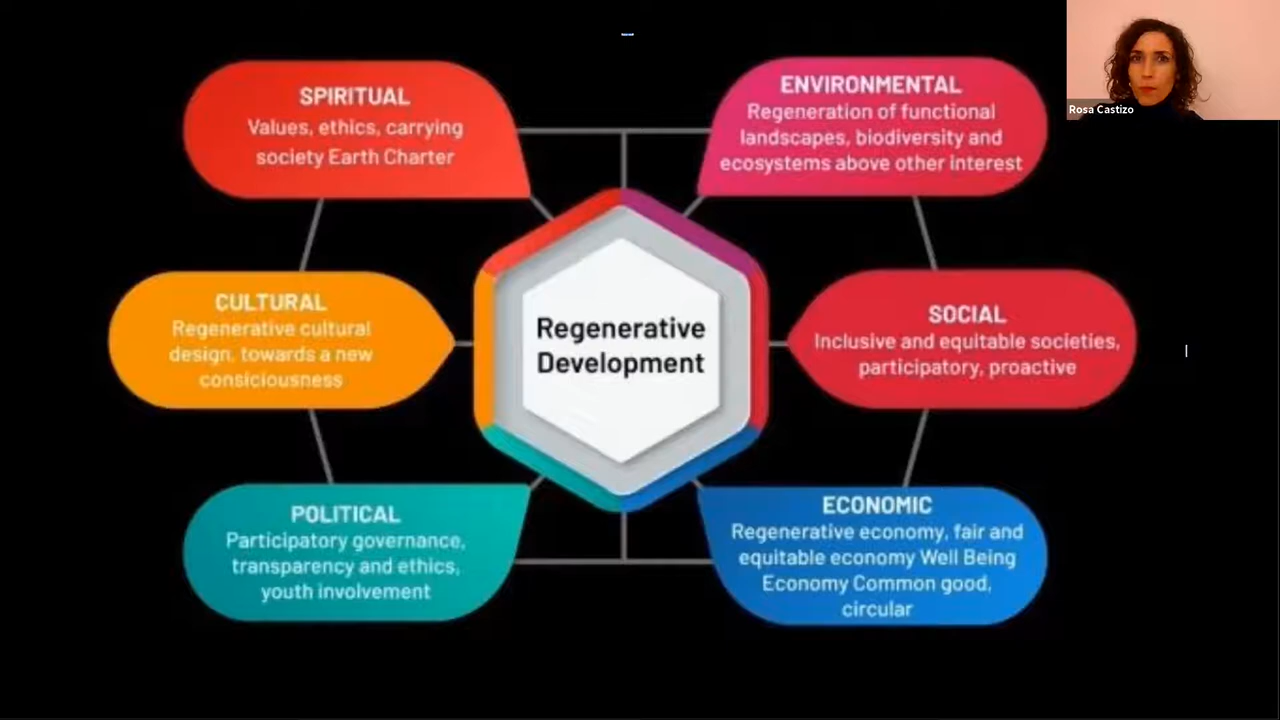 SPIRITUAL
Values, ethics, carrying
society Earth Charter
ENVIRONMENTAL
Regeneration of functional
landscapes, biodiversity and
ecosystems above other interest
Rosa Castizo
CULTURAL
Regenerative cultural
design, towards a new
consiciousness
Regenerative
Development
SOCIAL
Inclusive and equitable societies,
participatory, proactive
POLITICAL
Participatory governance,
transparency and ethics,
youth involvement
ECONOMIC
Regenerative economy, fair and
equitable economy Well Being
Economy Common good,
circular